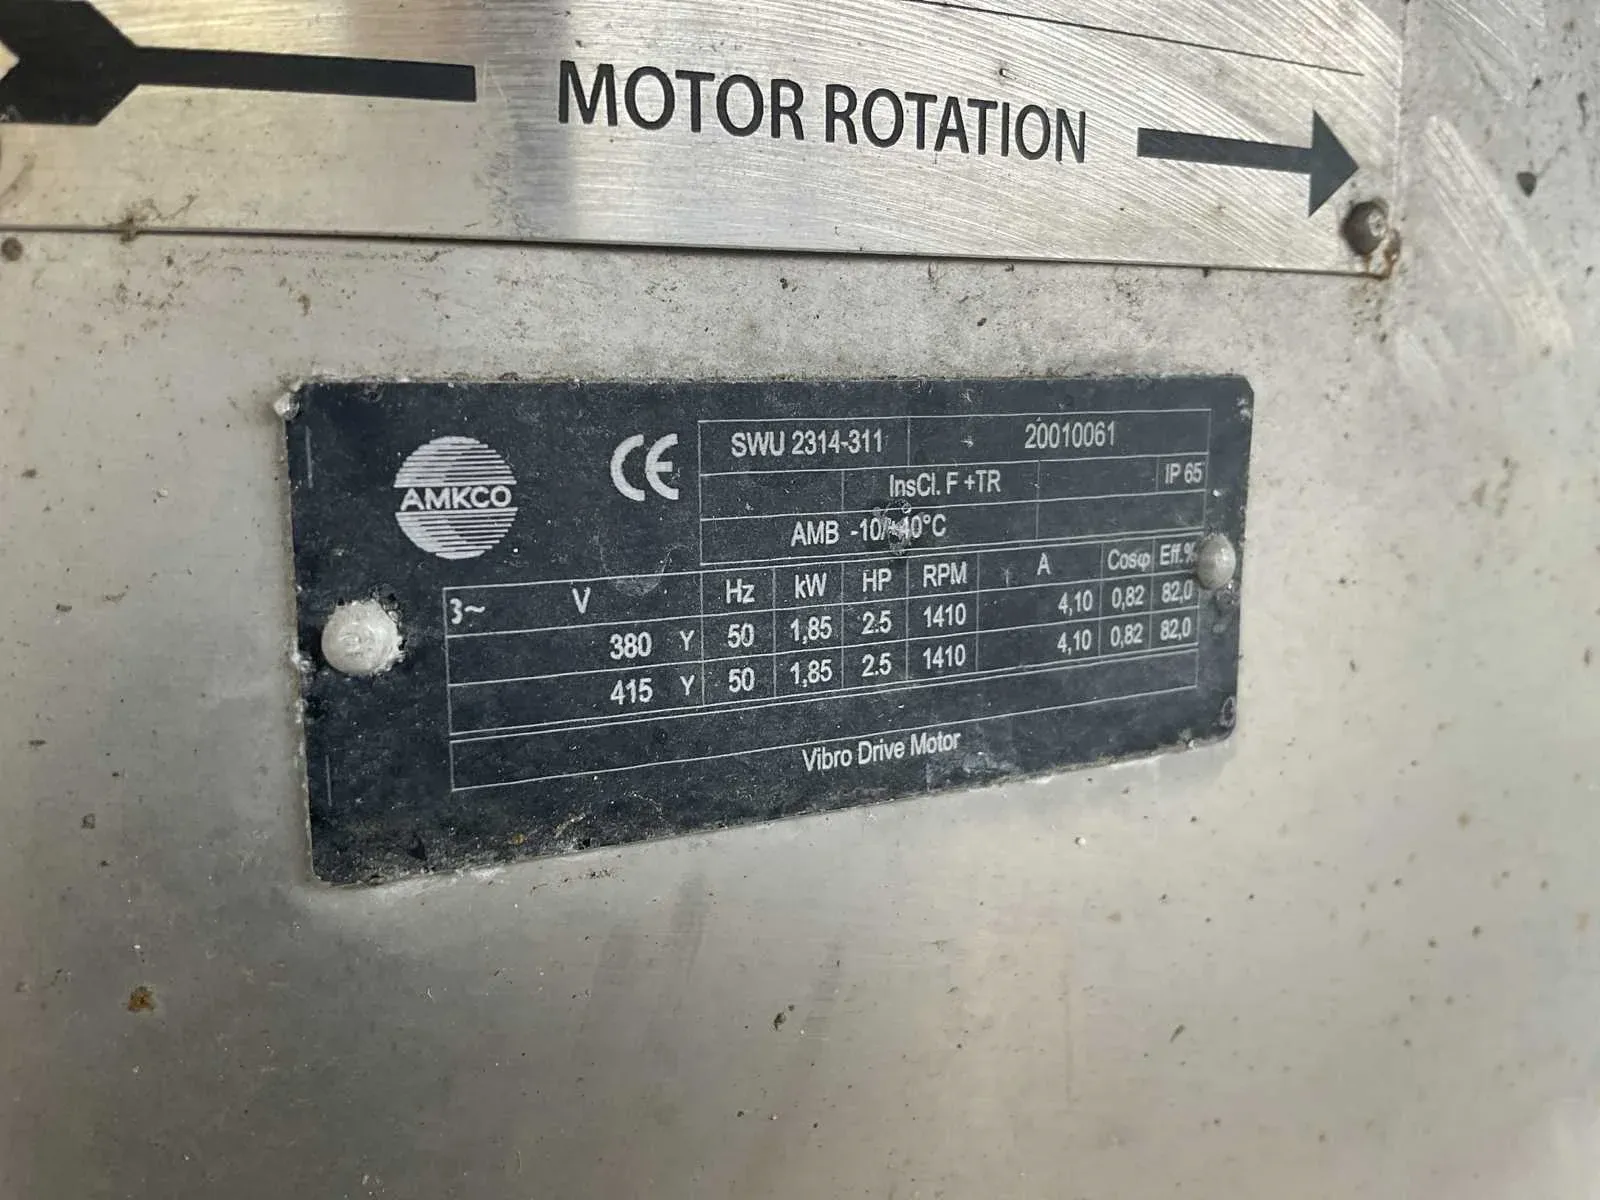 MOTOR ROTATION
AMKCO
CE
SWU 2314-311 20010061
InsCl. F +TR IP 65
AMB -10/+40°C
3~ V Hz kW HP RPM A Cosφ Eff.%
380 Y 50 1,85 2.5 1410 4,10 0,82 82,0
415 Y 50 1,85 2.5 1410 4,10 0,82 82,0
Vibro Drive Motor